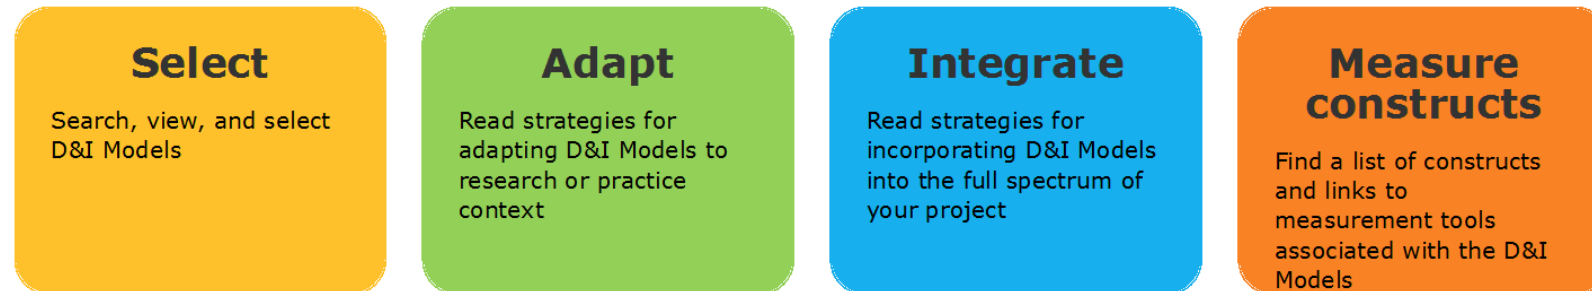 Select
Search, view, and select
D&I Models
Adapt
Read strategies for
adapting D&I Models to
research or practice
context
Integrate
Read strategies for
incorporating D&I Models
into the full spectrum of
your project
Measure
constructs
Find a list of constructs
and links to
measurement tools
associated with the D&I
Models